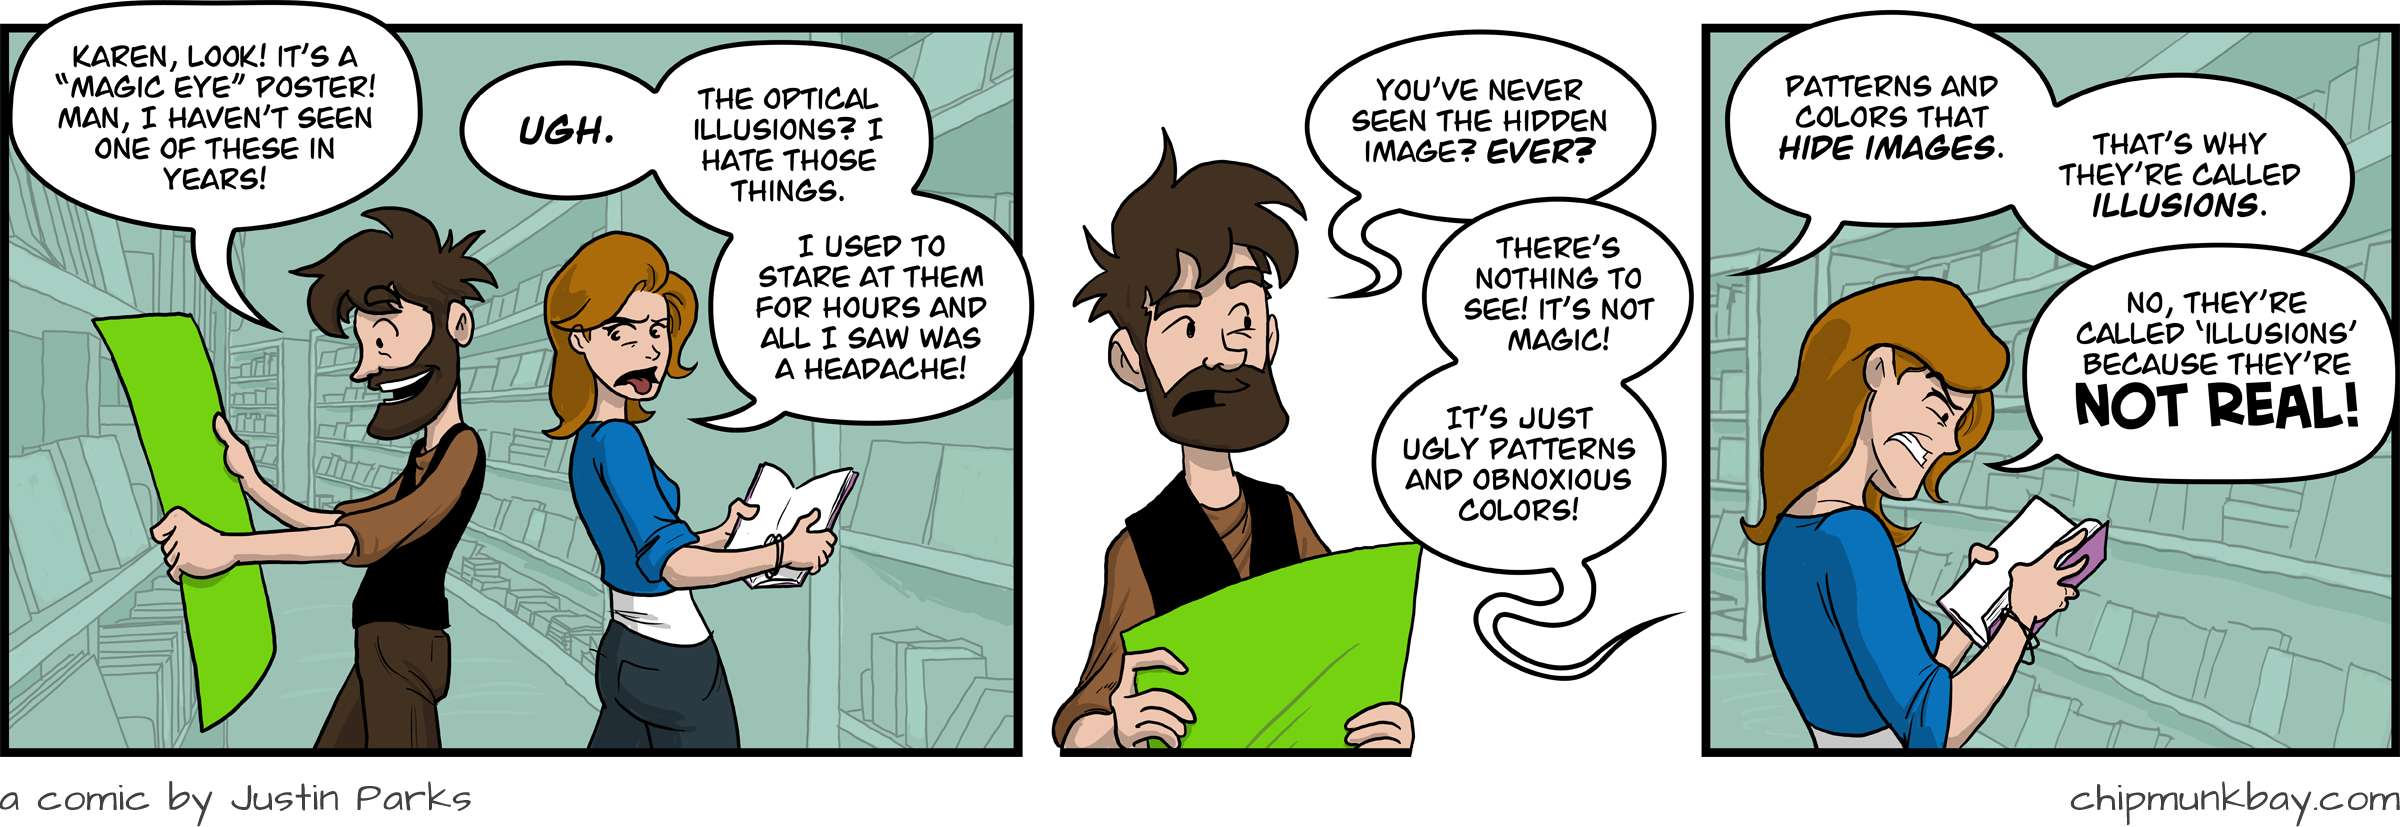 KAREN, LOOK! IT'S A
"MAGIC EYE" POSTER!
MAN, I HAVEN'T SEEN
ONE OF THESE IN
YEARS!
UGH.
THE OPTICAL
ILLUSIONS? I
HATE THOSE
THINGS.
I USED TO
STARE AT THEM
FOR HOURS AND
ALL I SAW WAS
A HEADACHE!
YOU'VE NEVER
SEEN THE HIDDEN
IMAGE? EVER?
THERE'S
NOTHING TO
SEE! IT'S NOT
MAGIC!
IT'S JUST
UGLY PATTERNS
AND OBNOXIOUS
COLORS!
PATTERNS AND
COLORS THAT
HIDE IMAGES.
THAT'S WHY
THEY'RE CALLED
ILLUSIONS.
NO, THEY'RE
CALLED 'ILLUSIONS'
BECAUSE THEY'RE
NOT REAL!
a comic by Justin Parks
chipmunkbay.com